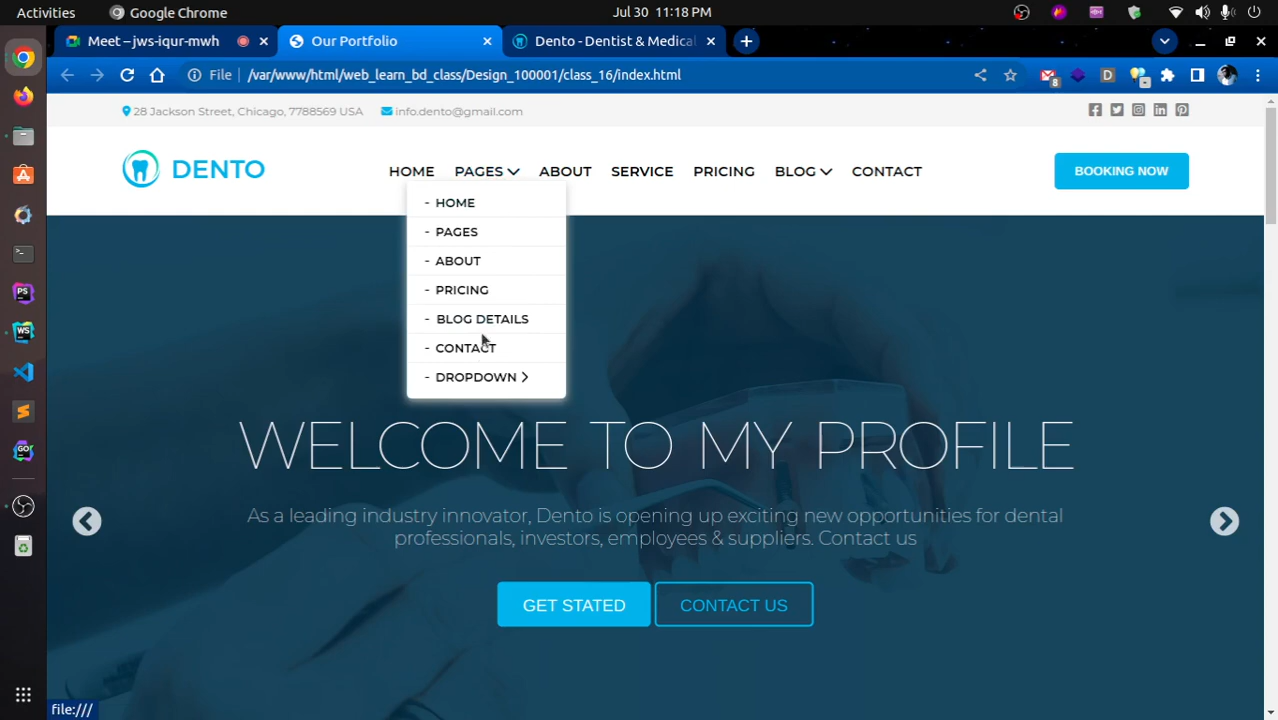 Activities Google Chrome Jul 30 11:18 PM
Meet – jws-iqur-mwh Our Portfolio Dento - Dentist & Medical
File /var/www/html/web_learn_bd_class/Design_100001/class_16/index.html
8 D
28 Jackson Street, Chicago, 7788569 USA info.dento@gmail.com
DENTO HOME PAGES ABOUT SERVICE PRICING BLOG CONTACT BOOKING NOW
- HOME
- PAGES
- ABOUT
- PRICING
- BLOG DETAILS
- CONTACT
- DROPDOWN
WELCOME TO MY PROFILE
As a leading industry innovator, Dento is opening up exciting new opportunities for dental
professionals, investors, employees & suppliers. Contact us
GET STATED CONTACT US
file:///
PS
WS
GO